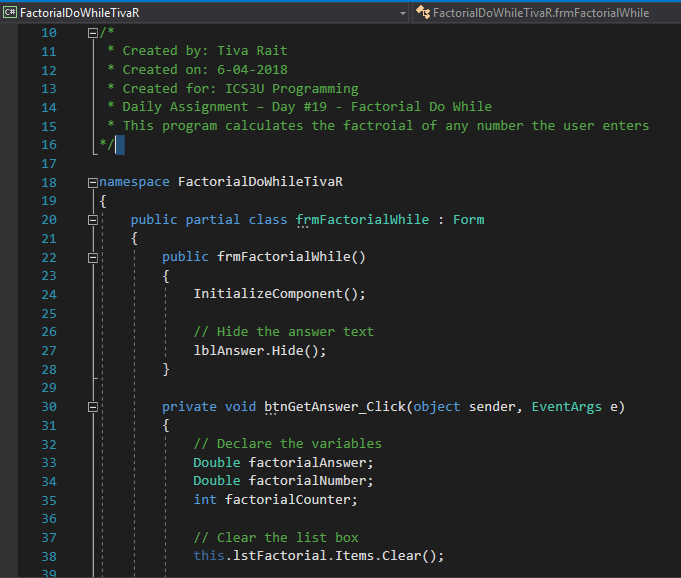 C# FactorialDoWhileTivaR FactorialDoWhileTivaR.frmFactorialWhile
10 /*
11 * Created by: Tiva Rait
12 * Created on: 6-04-2018
13 * Created for: ICS3U Programming
14 * Daily Assignment – Day #19 - Factorial Do While
15 * This program calculates the factroial of any number the user enters
16 */
17
18 namespace FactorialDoWhileTivaR
19 {
20 public partial class frmFactorialWhile : Form
21 {
22 public frmFactorialWhile()
23 {
24 InitializeComponent();
25
26 // Hide the answer text
27 lblAnswer.Hide();
28 }
29
30 private void btnGetAnswer_Click(object sender, EventArgs e)
31 {
32 // Declare the variables
33 Double factorialAnswer;
34 Double factorialNumber;
35 int factorialCounter;
36
37 // Clear the list box
38 this.lstFactorial.Items.Clear();
39